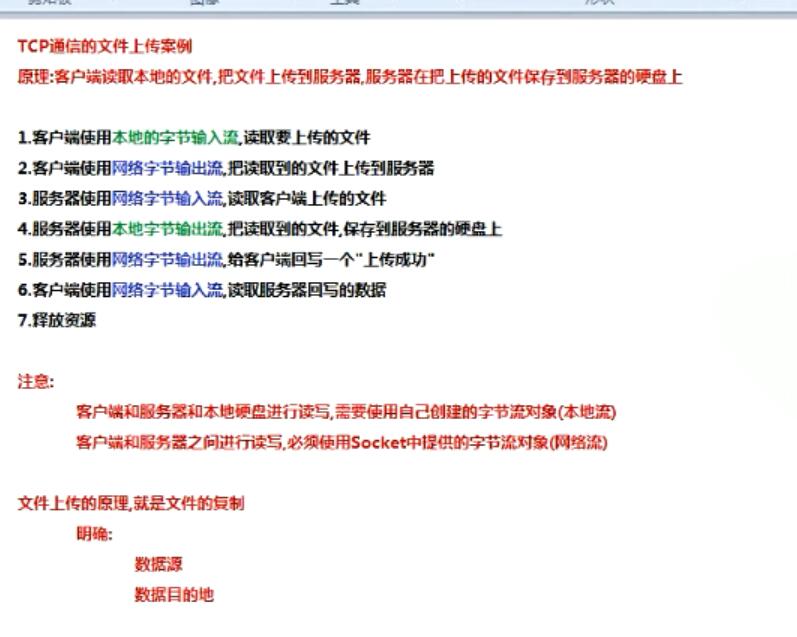 TCP通信的文件上传案例
原理:客户端读取本地的文件,把文件上传到服务器,服务器在把上传的文件保存到服务器的硬盘上
1.客户端使用本地的字节输入流,读取要上传的文件
2.客户端使用网络字节输出流,把读取到的文件上传到服务器
3.服务器使用网络字节输入流,读取客户端上传的文件
4.服务器使用本地字节输出流,把读取到的文件,保存到服务器的硬盘上
5.服务器使用网络字节输出流,给客户端回写一个"上传成功"
6.客户端使用网络字节输入流,读取服务器回写的数据
7.释放资源
注意:
客户端和服务器和本地硬盘进行读写,需要使用自己创建的字节流对象(本地流)
客户端和服务器之间进行读写,必须使用Socket中提供的字节流对象(网络流)
文件上传的原理,就是文件的复制
明确:
数据源
数据目的地